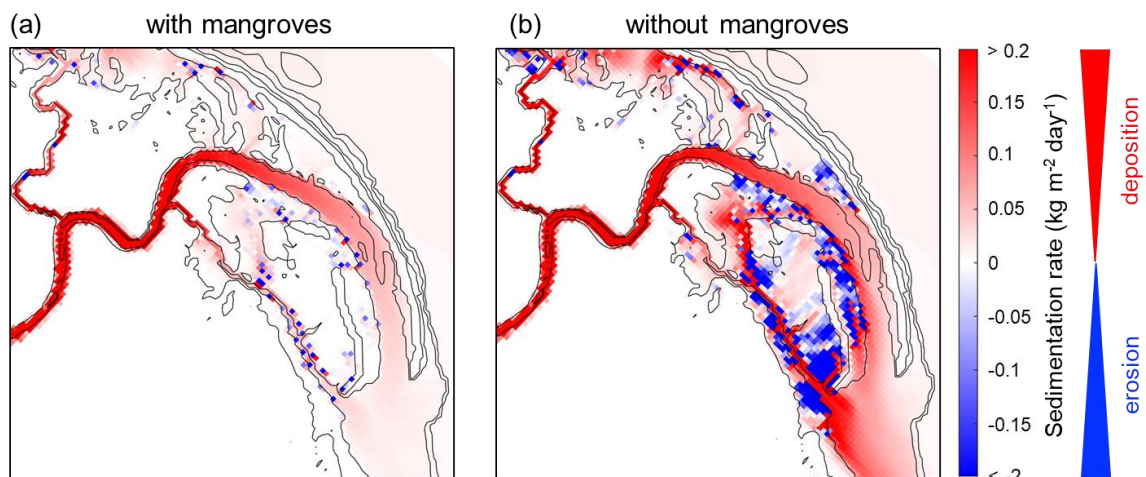 (a) with mangroves
(b) without mangroves
> 0.2
0.15
0.1
0.05
0
-0.05
-0.1
-0.15
Sedimentation rate (kg m⁻² day⁻¹)
deposition
erosion